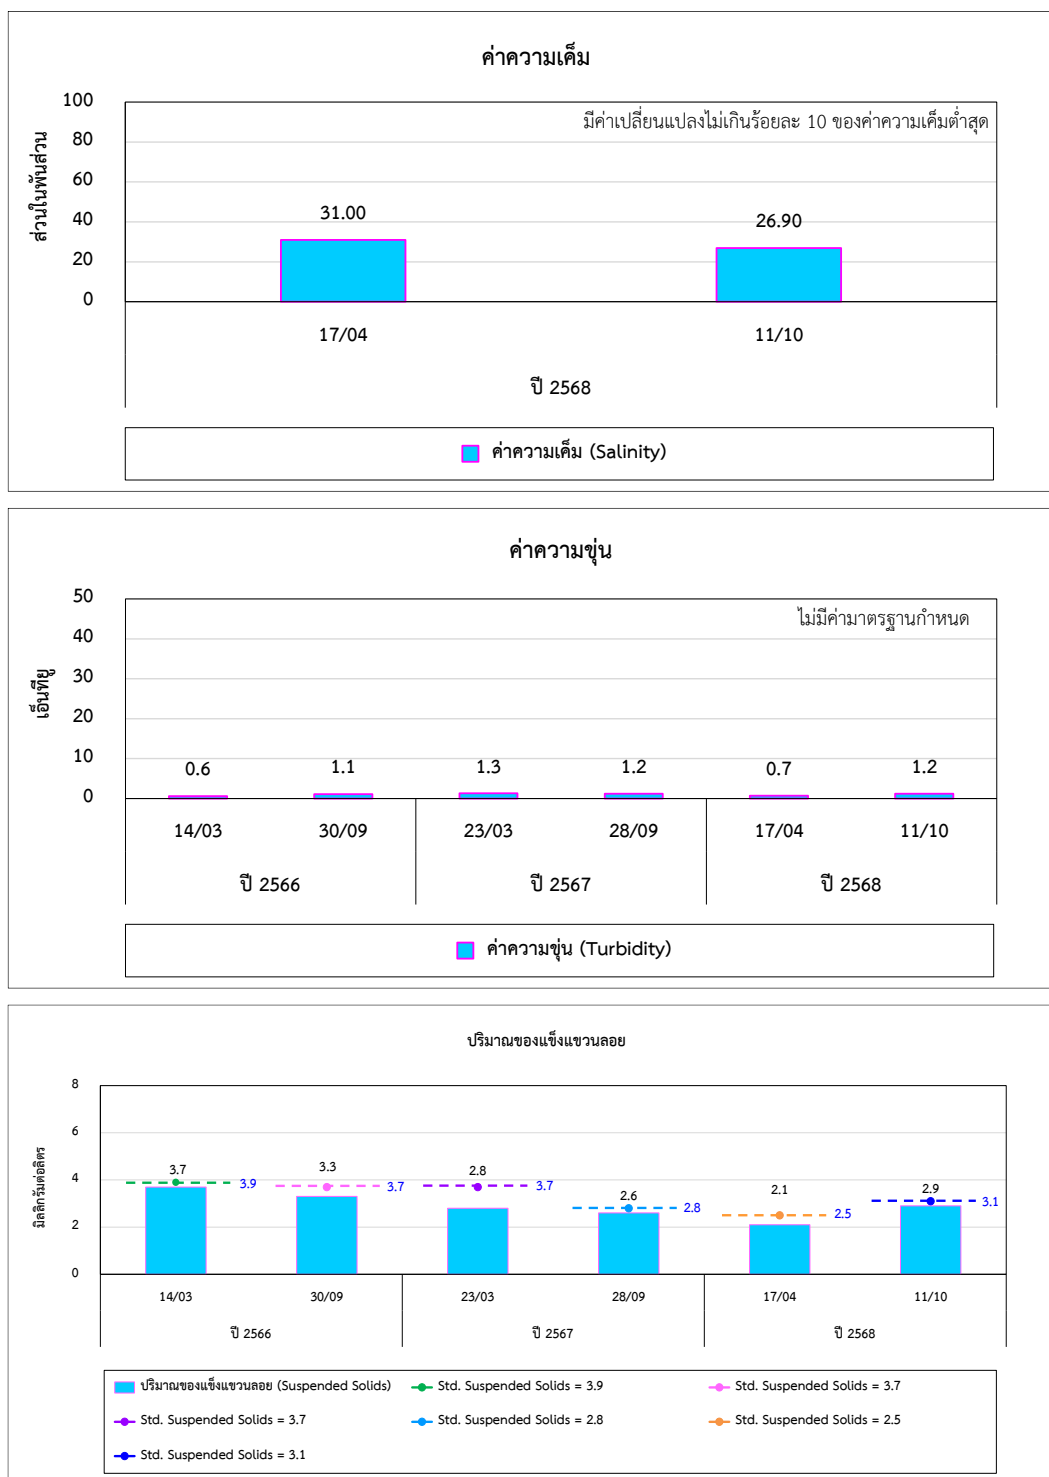 ค่าความเค็ม
มีค่าเปลี่ยนแปลงไม่เกินร้อยละ 10 ของค่าความเค็มต่ำสุด
ส่วนในพันส่วน
100
80
60
40
20
0
31.00
26.90
17/04
11/10
ปี 2568
ค่าความเค็ม (Salinity)
ค่าความขุ่น
ไม่มีค่ามาตรฐานกำหนด
เอ็นทียู
50
40
30
20
10
0
0.6
1.1
1.3
1.2
0.7
1.2
14/03
30/09
23/03
28/09
17/04
11/10
ปี 2566
ปี 2567
ปี 2568
ค่าความขุ่น (Turbidity)
ปริมาณของแข็งแขวนลอย
มิลลิกรัมต่อลิตร
8
6
4
2
0
3.7
3.9
3.3
3.7
2.8
3.7
2.6
2.8
2.1
2.5
2.9
3.1
14/03
30/09
23/03
28/09
17/04
11/10
ปี 2566
ปี 2567
ปี 2568
ปริมาณของแข็งแขวนลอย (Suspended Solids)
Std. Suspended Solids = 3.9
Std. Suspended Solids = 3.7
Std. Suspended Solids = 3.7
Std. Suspended Solids = 2.8
Std. Suspended Solids = 2.5
Std. Suspended Solids = 3.1